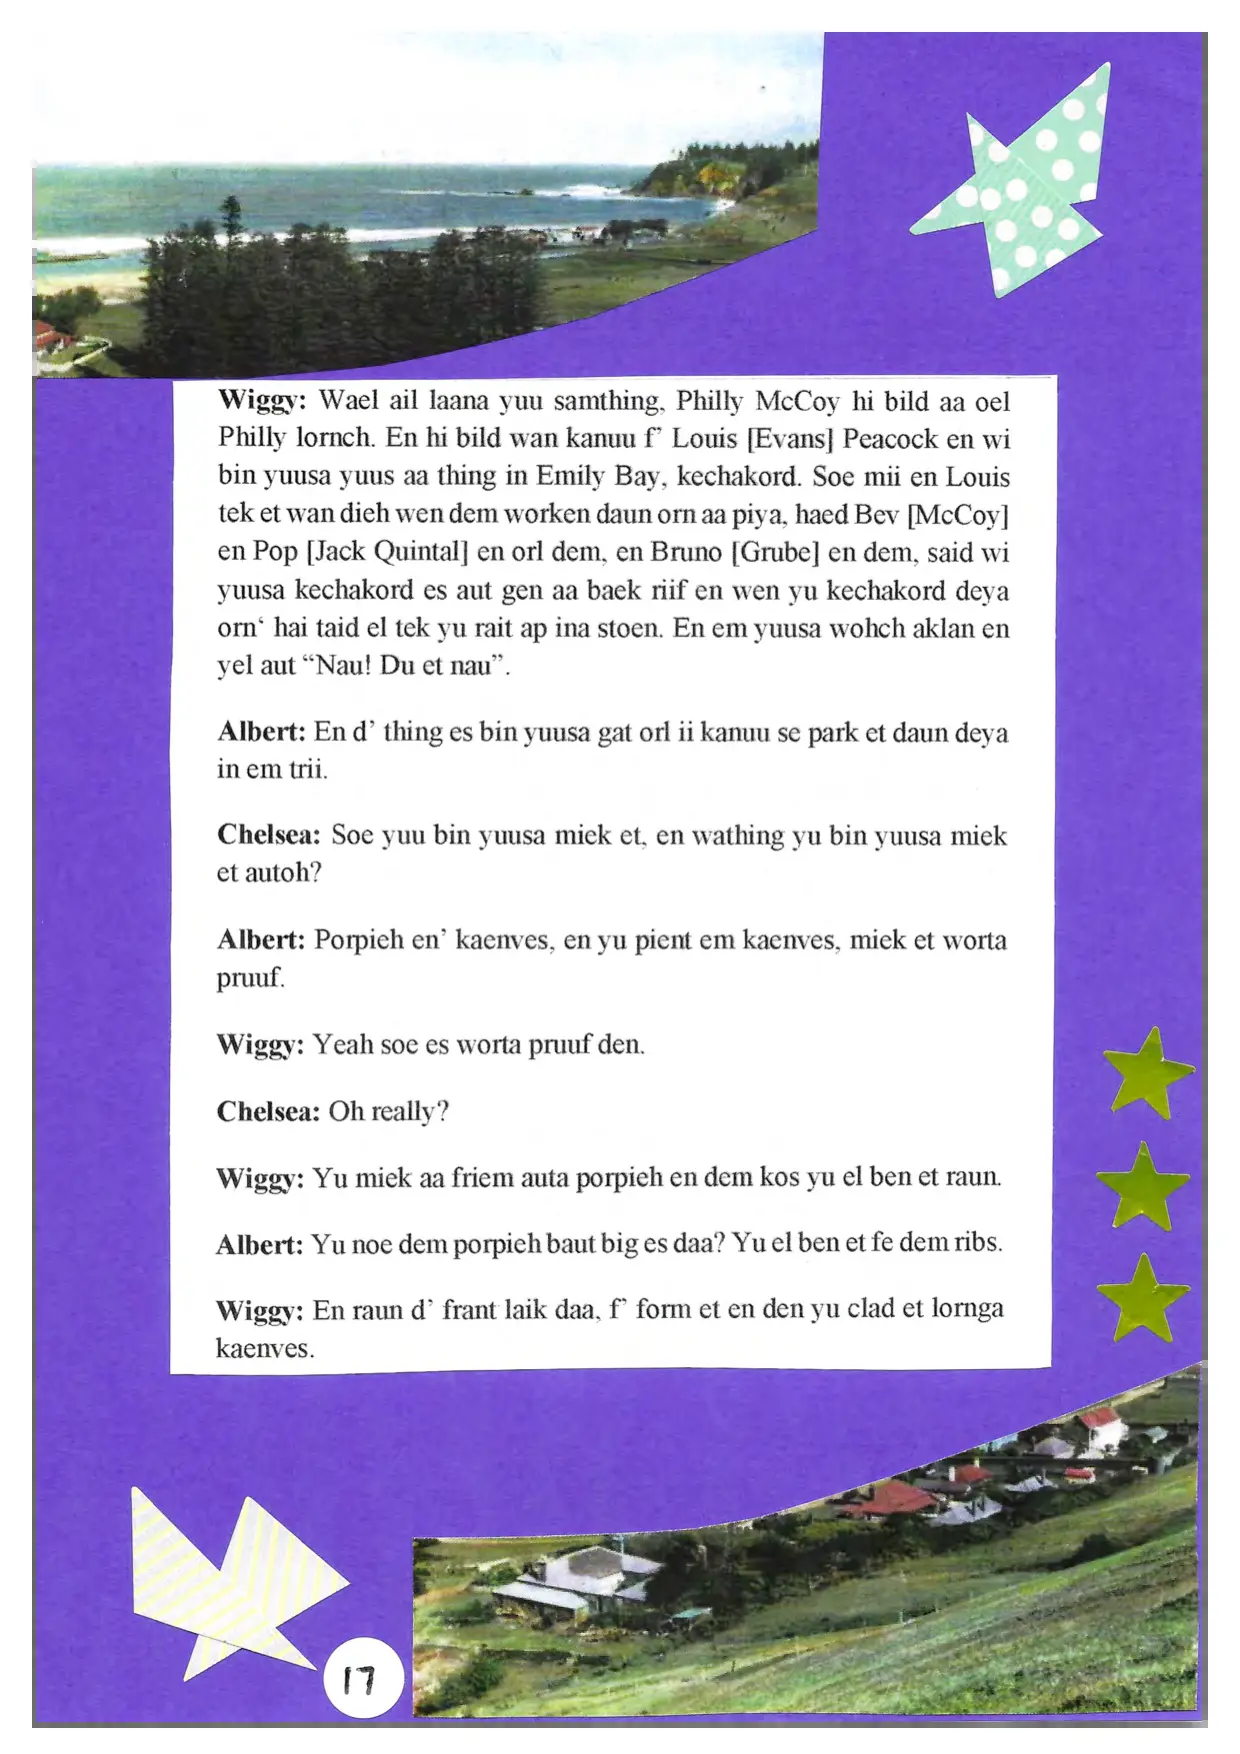 Wiggy: Wael ail laana yuu samthing, Philly McCoy hi bild aa oel
Philly lornch. En hi bild wan kanuu f' Louis [Evans] Peacock en wi
bin yuusa yuus aa thing in Emily Bay, kechakord. Soe mii en Louis
tek et wan dieh wen dem worken daun orn aa piya, haed Bev [McCoy]
en Pop [Jack Quintal] en orl dem, en Bruno [Grube] en dem, said wi
yuusa kechakord es aut gen aa baek riif en wen yu kechakord deya
orn‘ hai taid el tek yu rait ap ina stoen. En em yuusa wohch aklan en
yel aut “Nau! Du et nau”.
Albert: En d’ thing es bin yuusa gat orl ii kanuu se park et daun deya
in em trii.
Chelsea: Soe yuu bin yuusa miek et, en wathing yu bin yuusa miek
et autoh?
Albert: Porpieh en’ kaenves, en yu pient em kaenves, miek et worta
pruuf.
Wiggy: Yeah soe es worta pruuf den.
Chelsea: Oh really?
Wiggy: Yu miek aa friem auta porpieh en dem kos yu el ben et raun.
Albert: Yu noe dem porpieh baut big es daa? Yu el ben et fe dem ribs.
Wiggy: En raun d’ frant laik daa, f’ form et en den yu clad et lornga
kaenves.
17